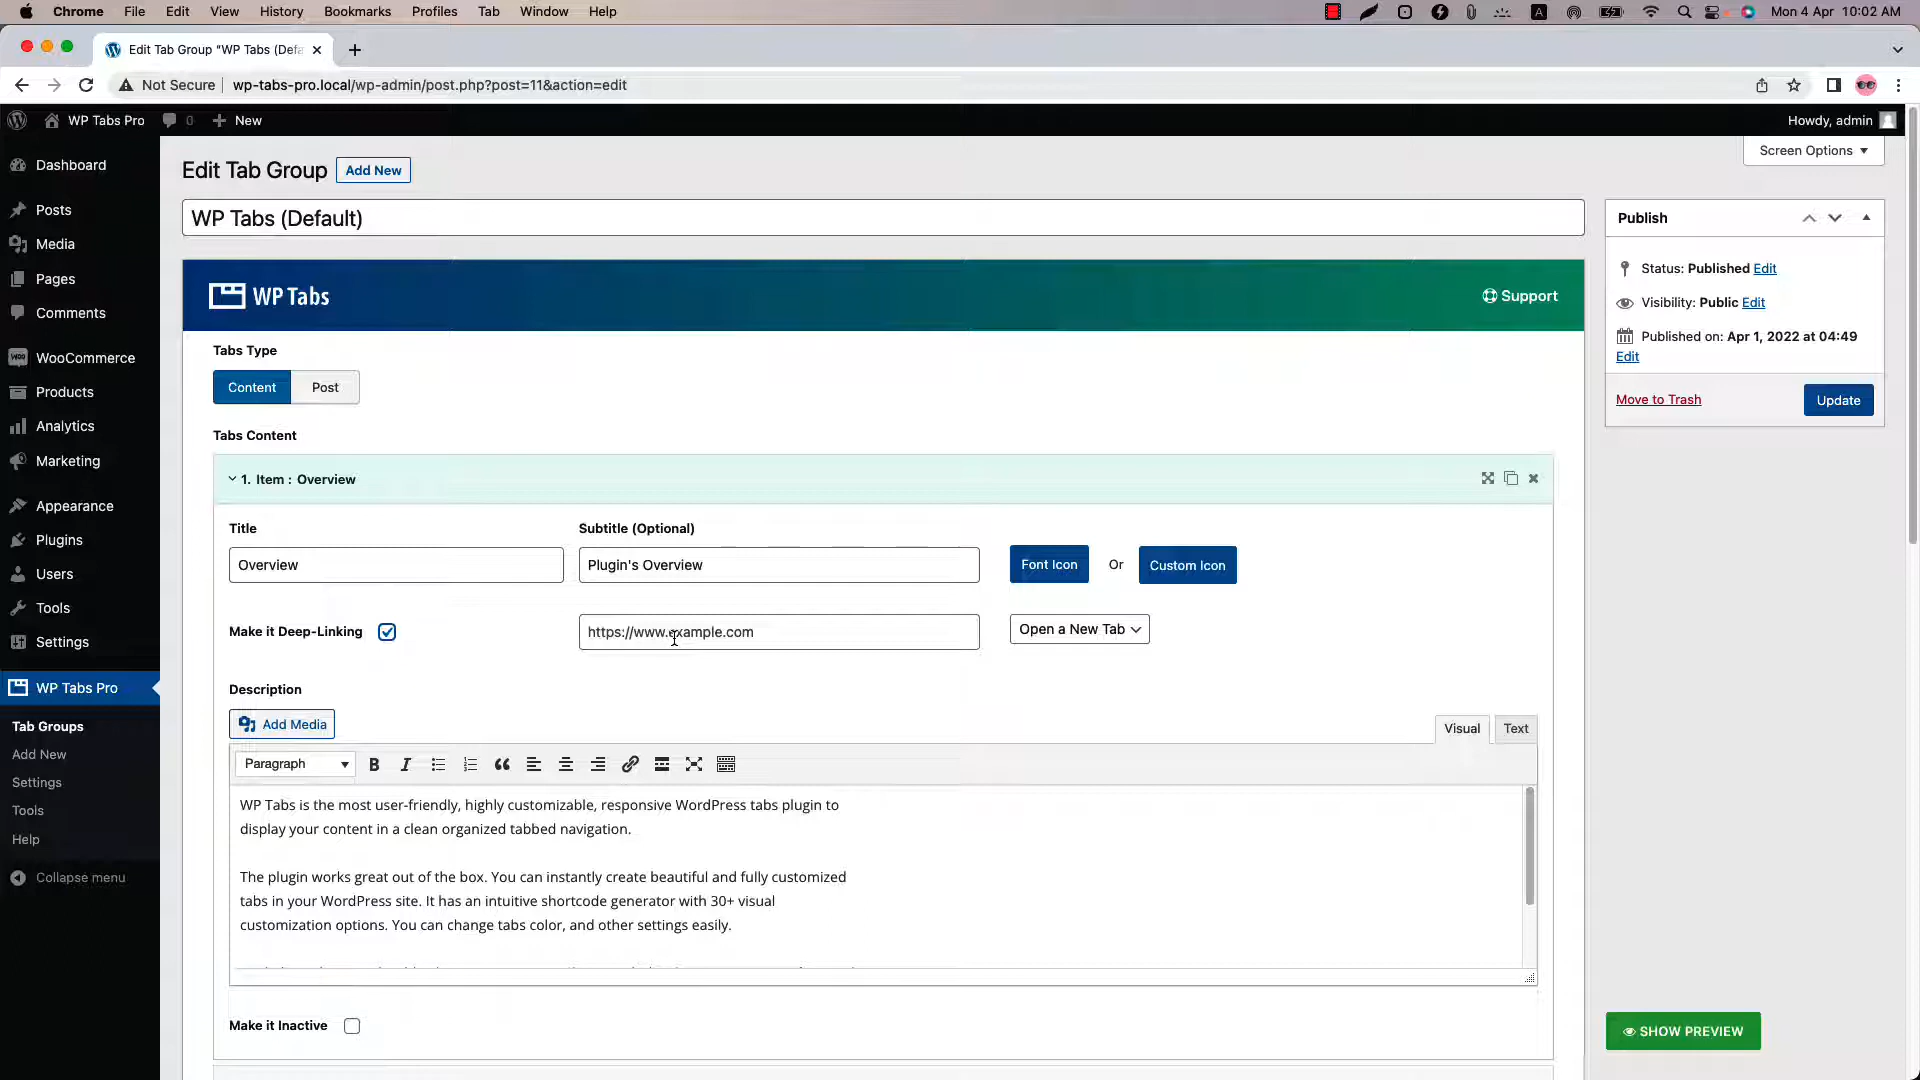 Chrome File Edit View History Bookmarks Profiles Tab Window Help A Mon 4 Apr 10:02 AM
Edit Tab Group "WP Tabs (Defa
Not Secure wp-tabs-pro.local/wp-admin/post.php?post=11&action=edit
WP Tabs Pro 0 New Howdy, admin
Screen Options
Dashboard
Posts
Media
Pages
Comments
WooCommerce
Products
Analytics
Marketing
Appearance
Plugins
Users
Tools
Settings
WP Tabs Pro
Tab Groups
Add New
Settings
Tools
Help
Collapse menu
Edit Tab Group Add New
WP Tabs (Default)
WP Tabs Support
Tabs Type
Content Post
Tabs Content
1. Item : Overview
Title Subtitle (Optional)
Overview Plugin's Overview Font Icon Or Custom Icon
Make it Deep-Linking https://www.example.com Open a New Tab
Description
Add Media Visual Text
Paragraph B I
WP Tabs is the most user-friendly, highly customizable, responsive WordPress tabs plugin to
display your content in a clean organized tabbed navigation.
The plugin works great out of the box. You can instantly create beautiful and fully customized
tabs in your WordPress site. It has an intuitive shortcode generator with 30+ visual
customization options. You can change tabs color, and other settings easily.
Make it Inactive
Publish
Status: Published Edit
Visibility: Public Edit
Published on: Apr 1, 2022 at 04:49
Edit
Move to Trash Update
SHOW PREVIEW